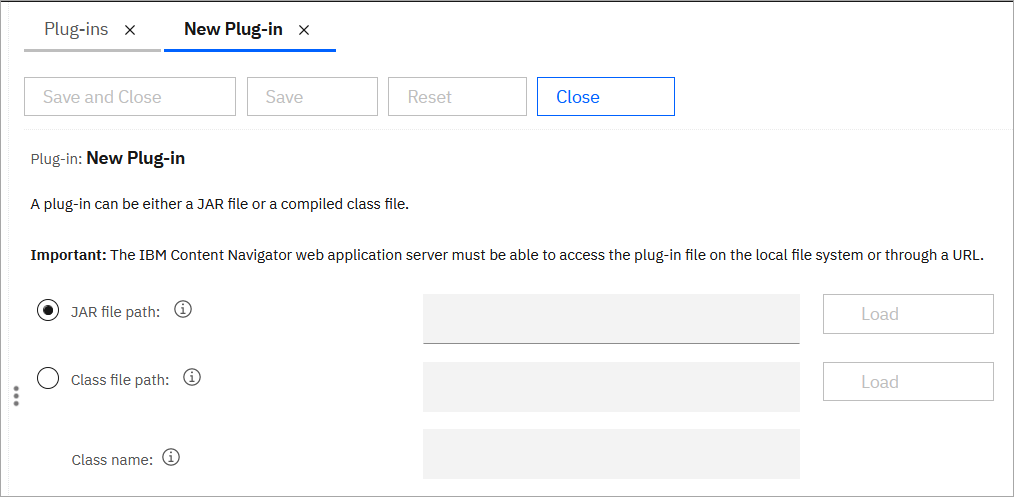 Plug-ins × New Plug-in ×
Save and Close Save Reset Close
Plug-in: New Plug-in
A plug-in can be either a JAR file or a compiled class file.
Important: The IBM Content Navigator web application server must be able to access the plug-in file on the local file system or through a URL.
JAR file path: Load
Class file path: Load
Class name: